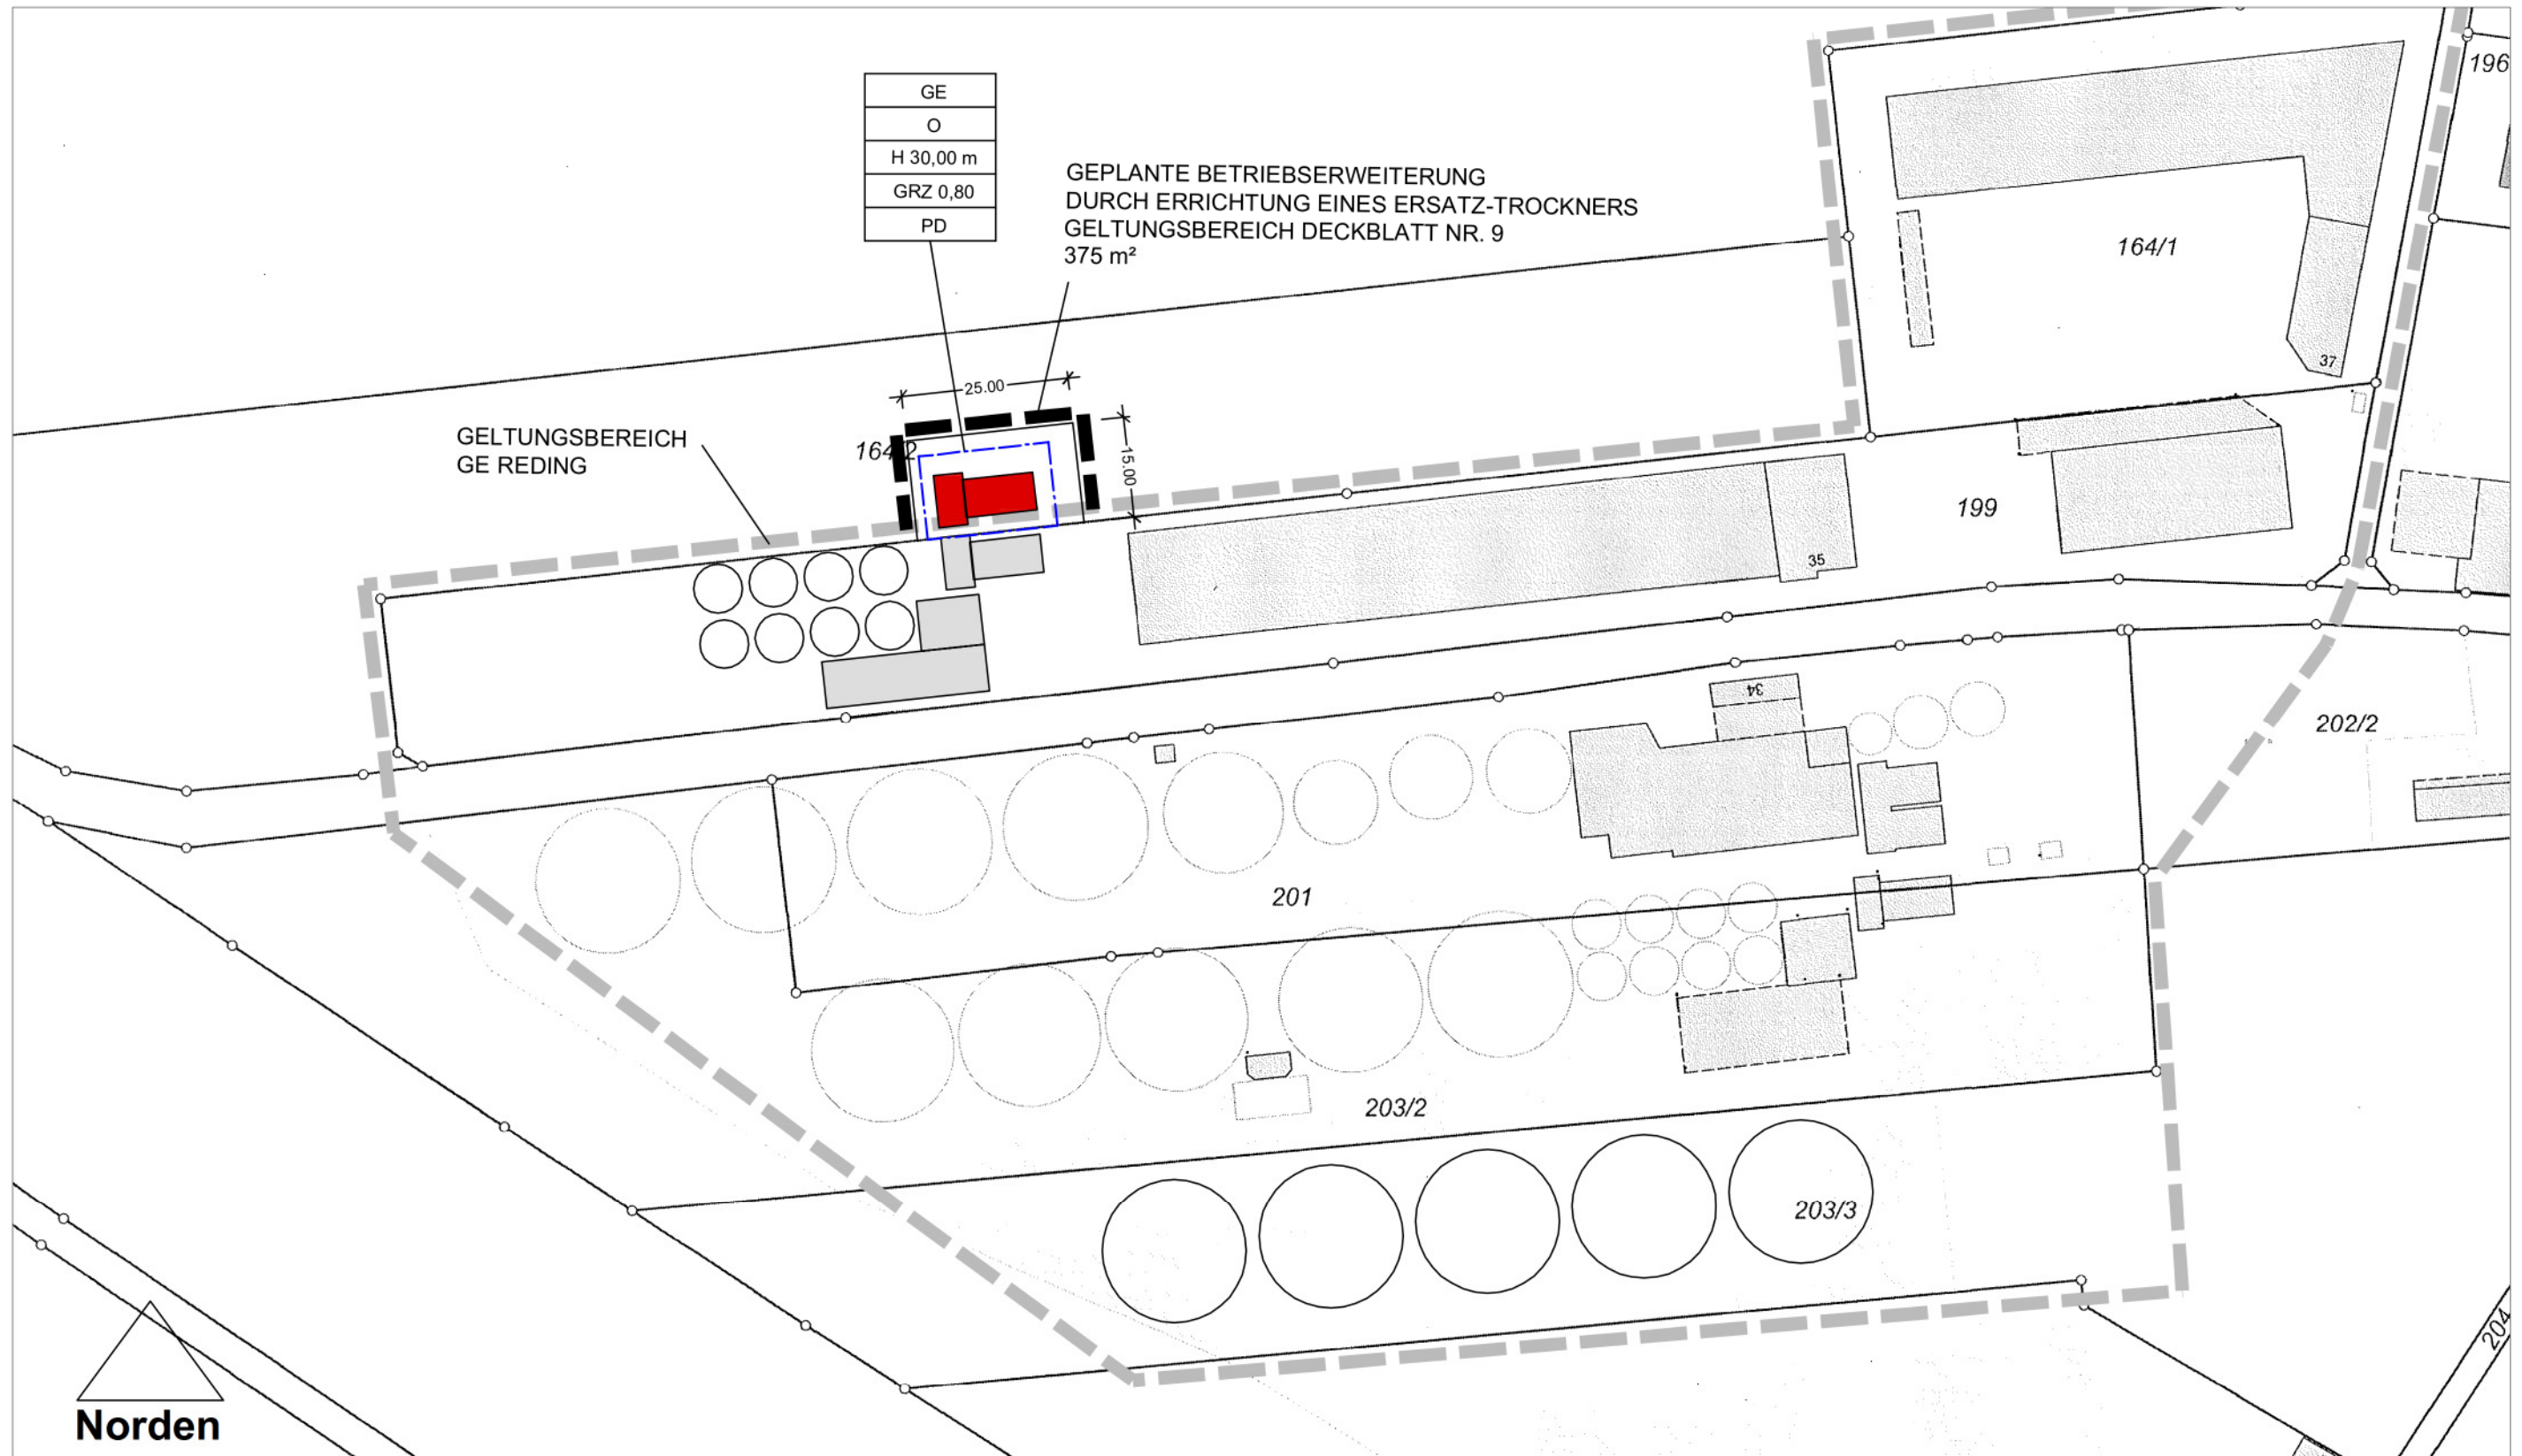 GE
O
H 30,00 m
GRZ 0,80
PD
GEPLANTE BETRIEBSERWEITERUNG
DURCH ERRICHTUNG EINES ERSATZ-TROCKNERS
GELTUNGSBEREICH DECKBLATT NR. 9
375 m²
196
164/1
37
25.00
15.00
GELTUNGSBEREICH
GE REDING
164/2
199
35
34
202/2
201
203/2
203/3
204
Norden